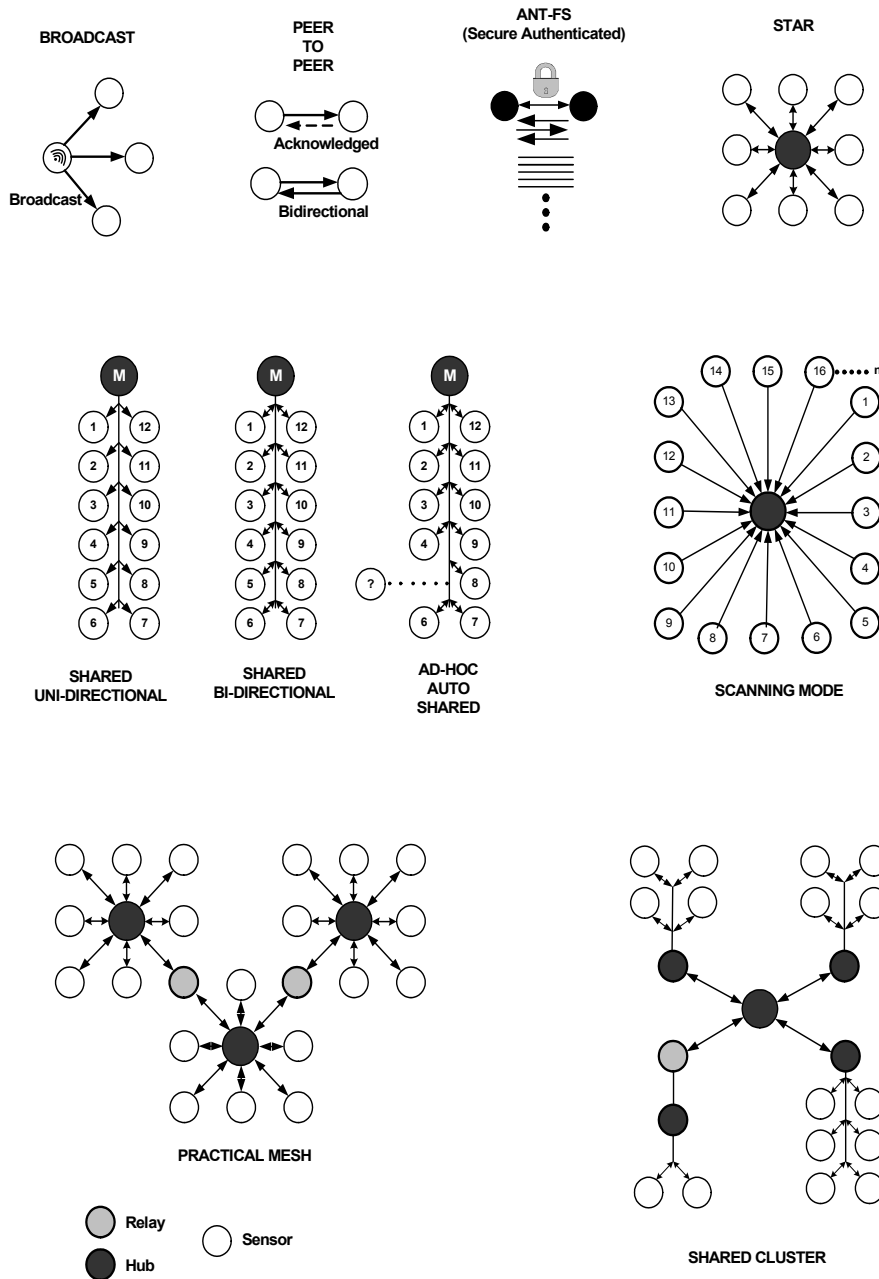 BROADCAST
Broadcast
PEER
TO
PEER
Acknowledged
Bidirectional
ANT-FS
(Secure Authenticated)
STAR
M
1 12
2 11
3 10
4 9
5 8
6 7
SHARED
UNI-DIRECTIONAL
M
1 12
2 11
3 10
4 9
5 8
6 7
SHARED
BI-DIRECTIONAL
M
1 12
2 11
3 10
4 9
? 8
6 7
AD-HOC
AUTO
SHARED
14 15 16 n
13 1
12 2
11 3
10 4
9 5
8 7 6
SCANNING MODE
PRACTICAL MESH
Relay
Hub
Sensor
SHARED CLUSTER